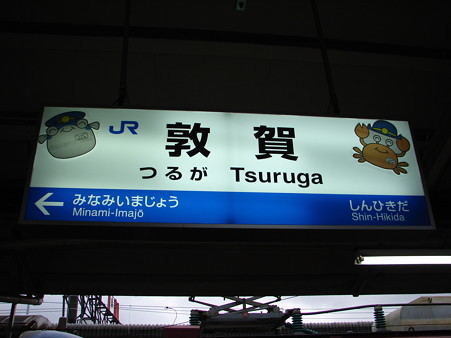 JR
敦賀
つるが Tsuruga
← みなみいまじょう
Minami-Imajō
しんひきだ
Shin-Hikida